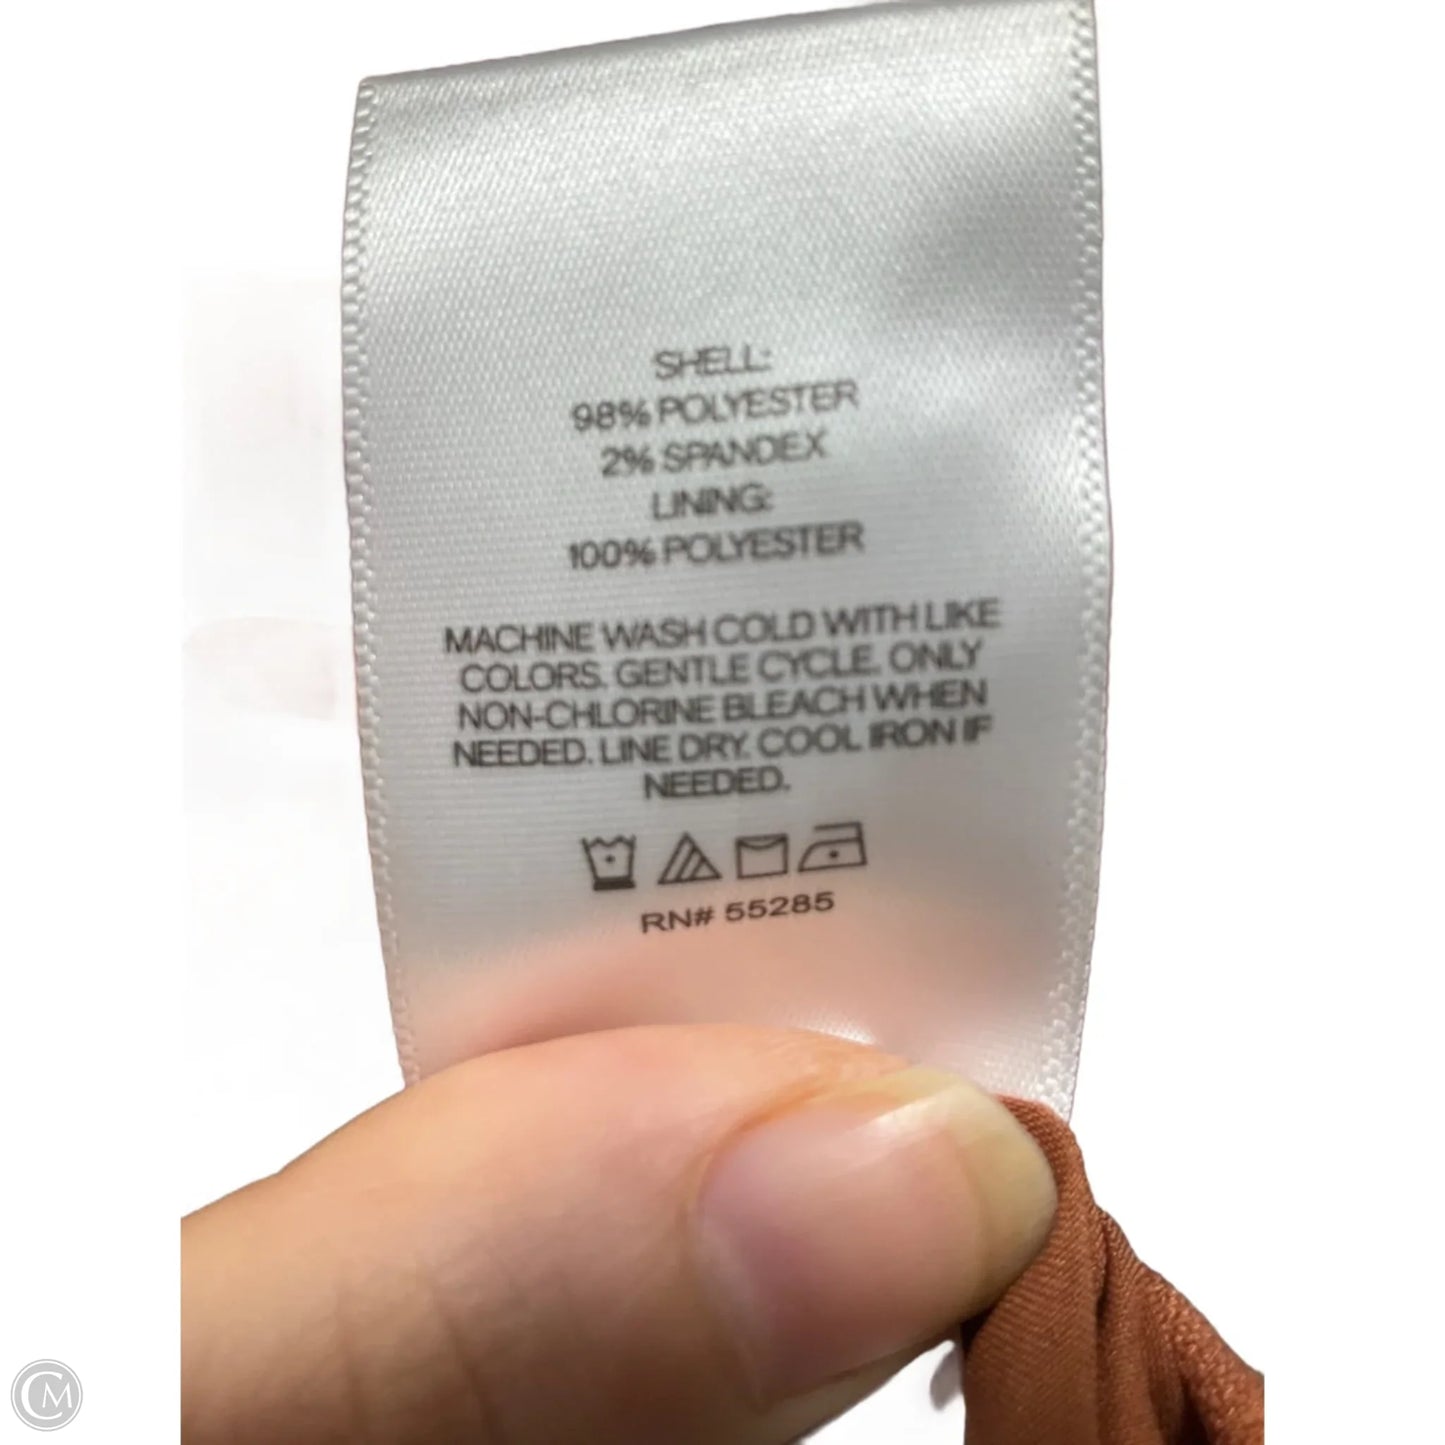 SHELL:
98% POLYESTER
2% SPANDEX
LINING:
100% POLYESTER
MACHINE WASH COLD WITH LIKE
COLORS. GENTLE CYCLE. ONLY
NON-CHLORINE BLEACH WHEN
NEEDED. LINE DRY. COOL IRON IF
NEEDED.
RN# 55285
CM